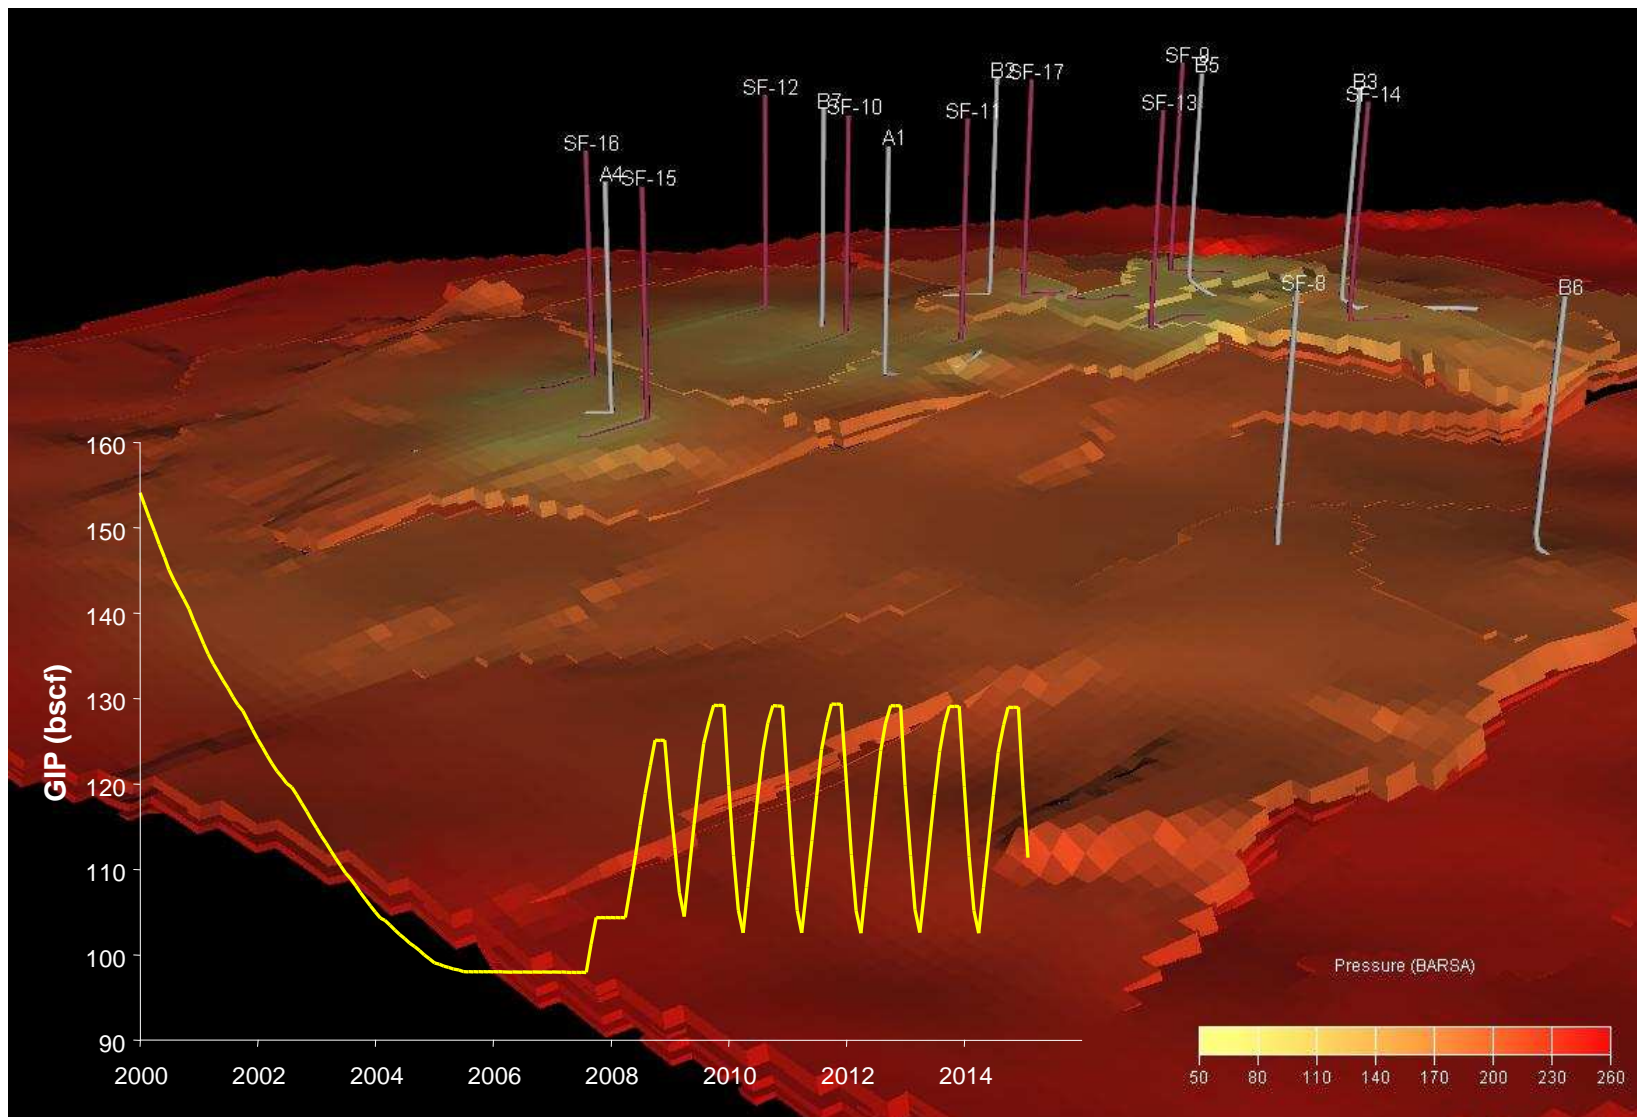 SF-9
B5
B2
SF-17
B3
SF-14
SF-12
B7
SF-10
SF-11
SF-13
A1
SF-16
A4
SF-15
SF-8
B6
160
150
140
130
120
110
100
90
GIP (bscf)
2000 2002 2004 2006 2008 2010 2012 2014
Pressure (BARSA)
50 80 110 140 170 200 230 260